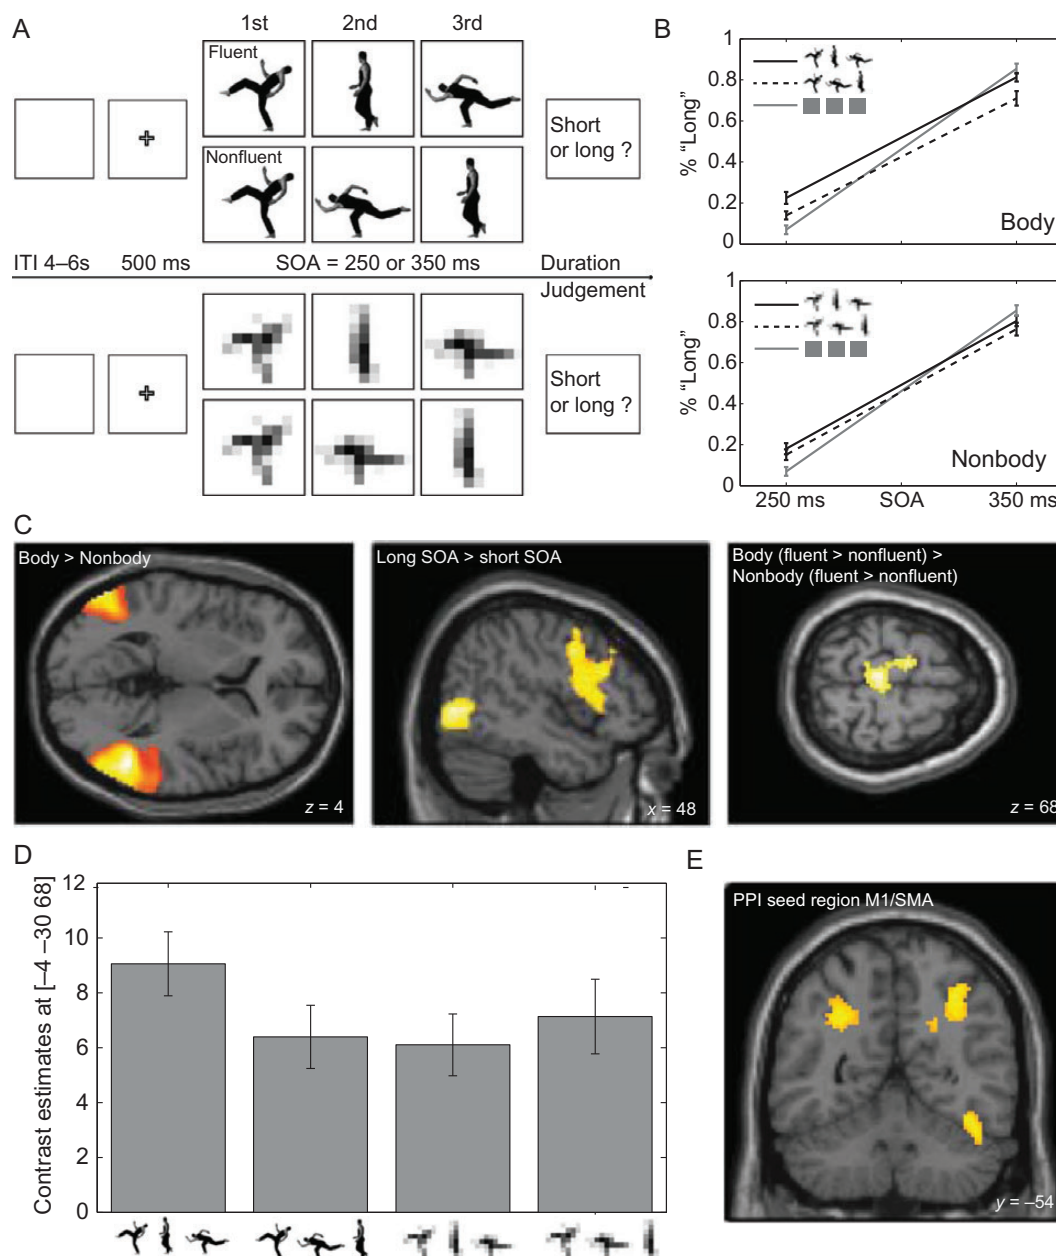 A
1st 2nd 3rd
Fluent
Short
or long ?
Nonfluent
ITI 4–6s 500 ms SOA = 250 or 350 ms Duration
Judgement
Short
or long ?
B
% “Long”
1
0.8
0.6
0.4
0.2
0
Body
% “Long”
1
0.8
0.6
0.4
0.2
0
Nonbody
250 ms SOA 350 ms
C
Body > Nonbody
z = 4
Long SOA > short SOA
x = 48
Body (fluent > nonfluent) >
Nonbody (fluent > nonfluent)
z = 68
D
Contrast estimates at [–4 –30 68]
12
10
8
6
4
2
0
E
PPI seed region M1/SMA
y = –54